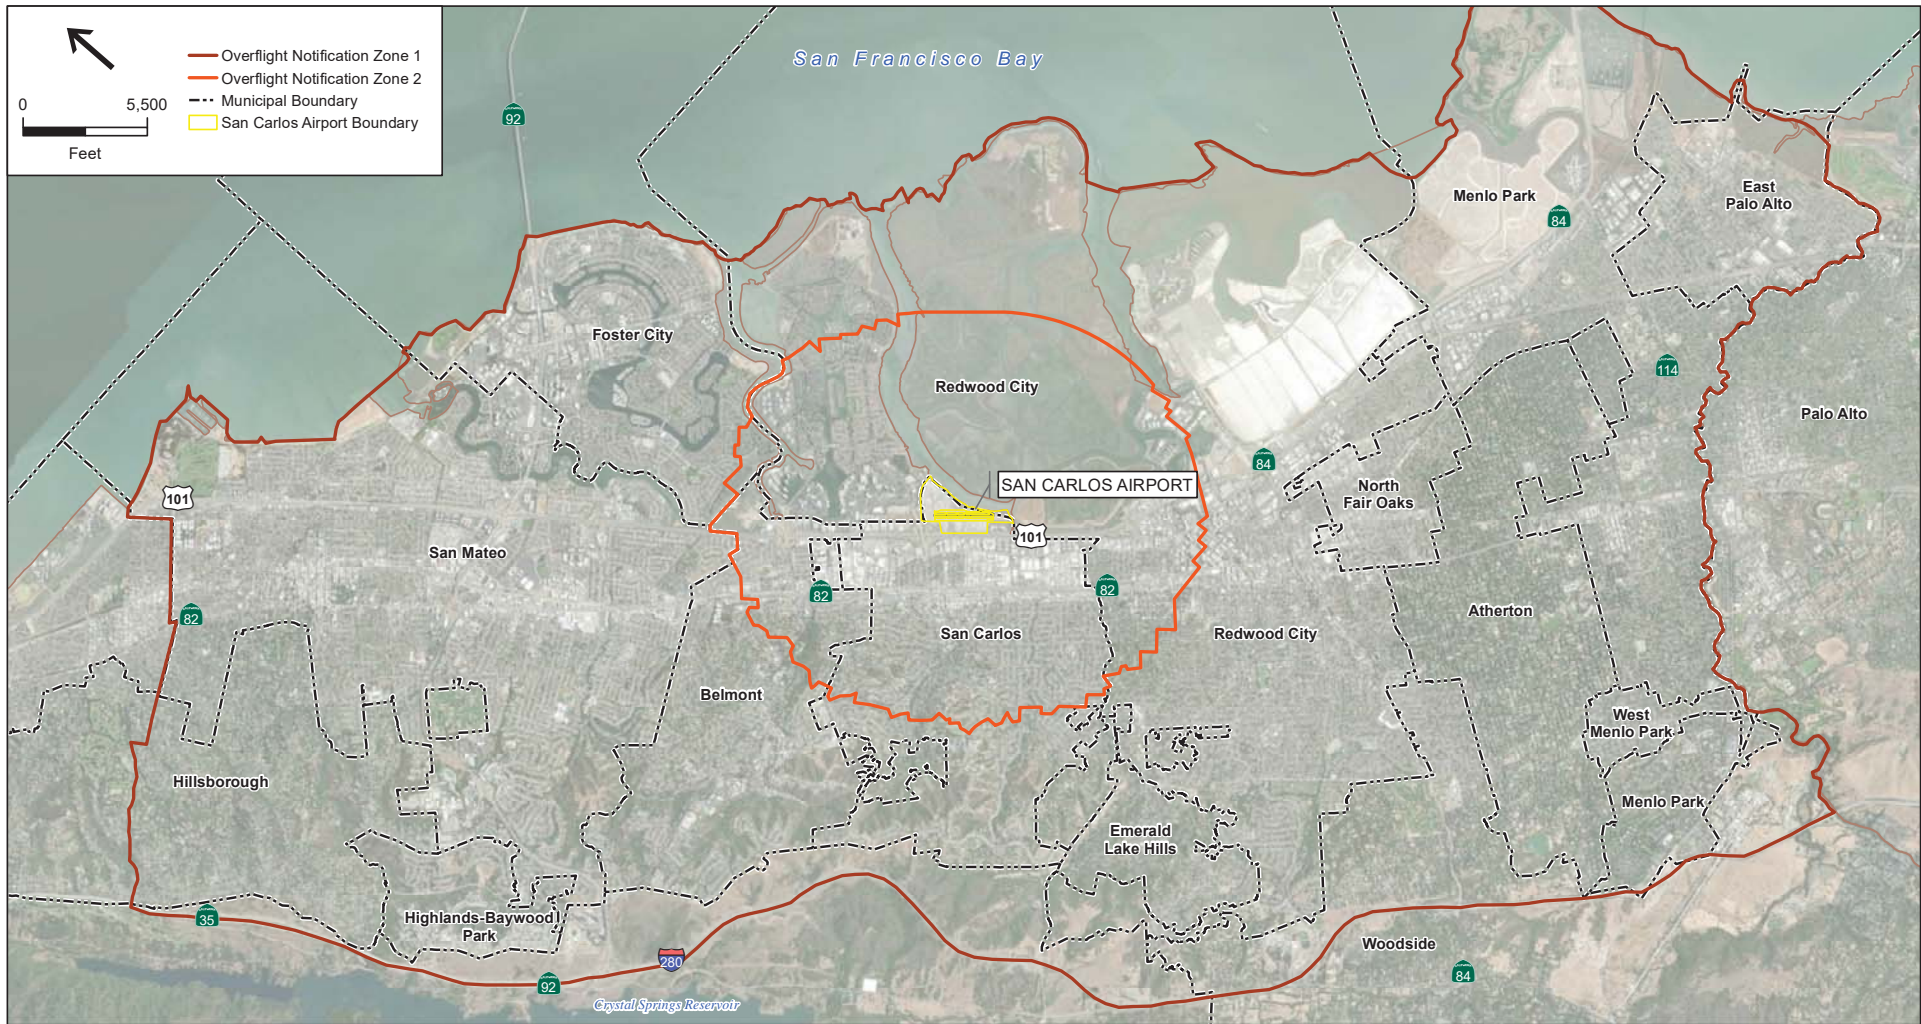 Overflight Notification Zone 1
Overflight Notification Zone 2
Municipal Boundary
San Carlos Airport Boundary
0 5,500
Feet
San Francisco Bay
92
Menlo Park
84
East
Palo Alto
Foster City
Redwood City
114
Palo Alto
84
101
SAN CARLOS AIRPORT
North
Fair Oaks
101
San Mateo
82
82
82
San Carlos
Redwood City
Atherton
Belmont
West
Menlo Park
Hillsborough
Menlo Park
Emerald
Lake Hills
35
Highlands-Baywood
Park
Woodside
280
84
92
Crystal Springs Reservoir